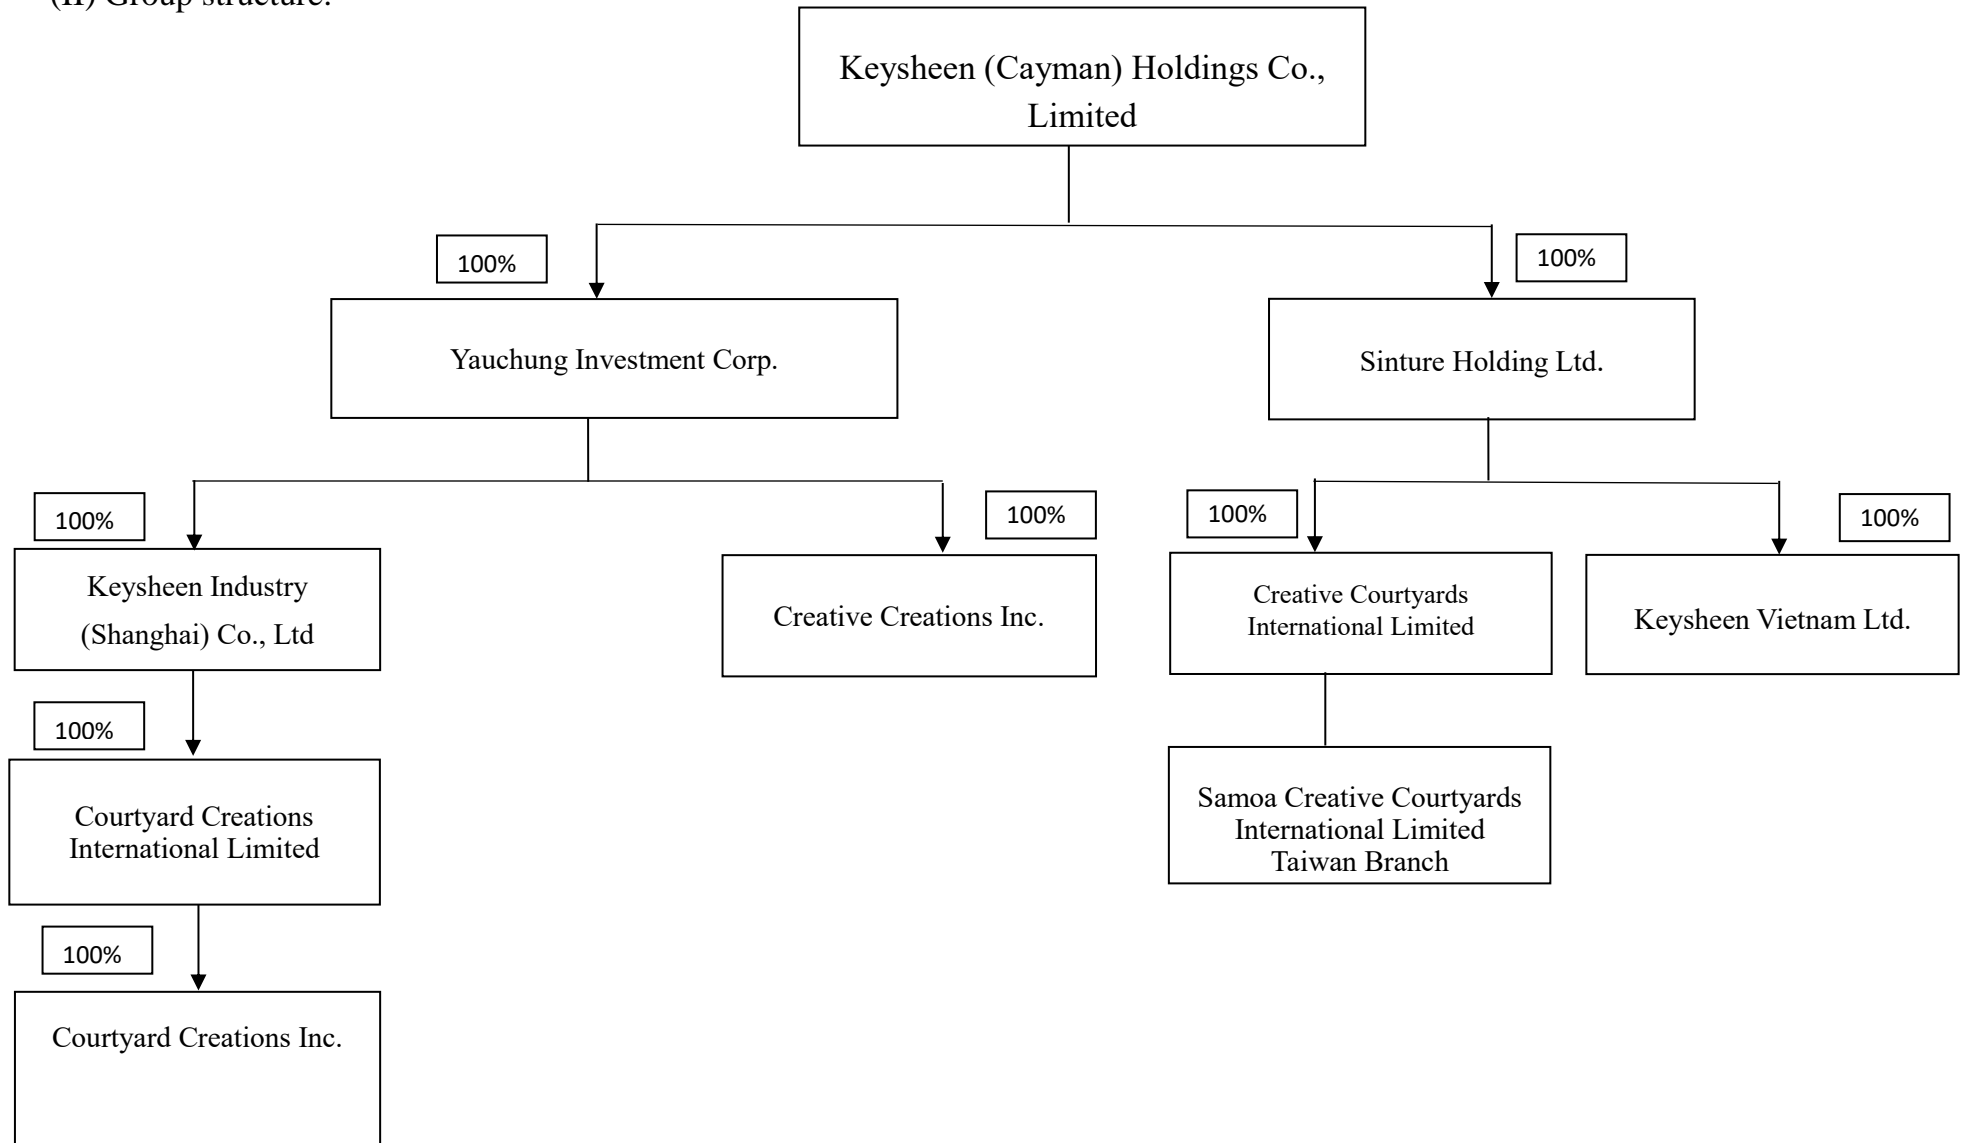 (II) Group structure:
Keysheen (Cayman) Holdings Co.,
Limited
100%
100%
Yauchung Investment Corp.
Sinture Holding Ltd.
100%
100%
100%
100%
Keysheen Industry
(Shanghai) Co., Ltd
Creative Creations Inc.
Creative Courtyards
International Limited
Keysheen Vietnam Ltd.
100%
Courtyard Creations
International Limited
Samoa Creative Courtyards
International Limited
Taiwan Branch
100%
Courtyard Creations Inc.